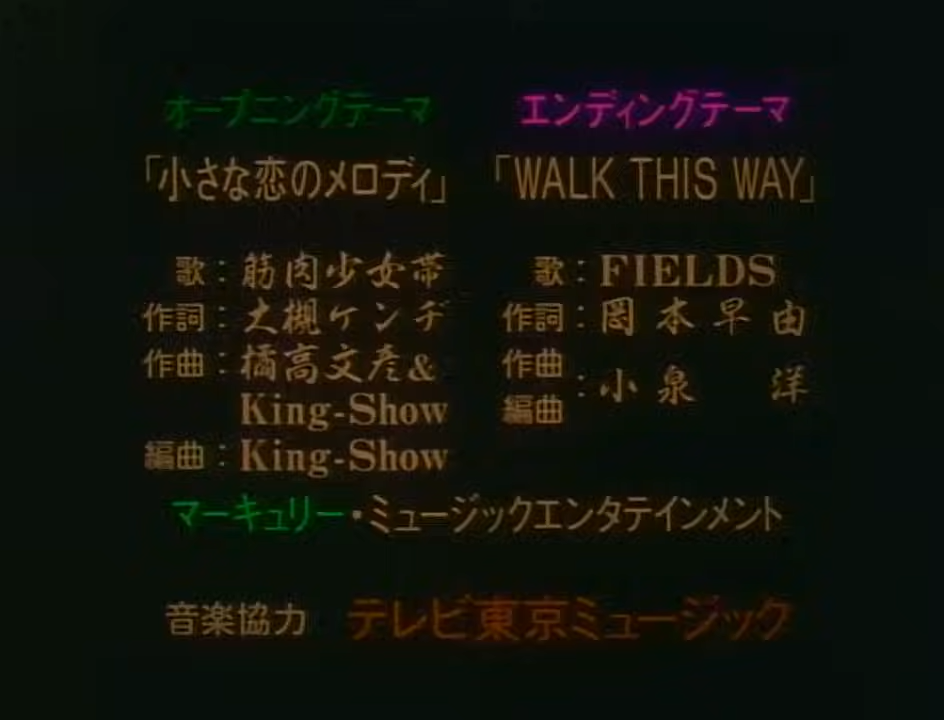 オープニングテーマ
「小さな恋のメロディ」
歌：筋肉少女帯
作詞：大槻ケンヂ
作曲：橘高文彦&
King-Show
編曲：King-Show
エンディングテーマ
「WALK THIS WAY」
歌：FIELDS
作詞：岡本早由
作曲
編曲：小泉 洋
マーキュリー・ミュージックエンタテインメント
音楽協力 テレビ東京ミュージック